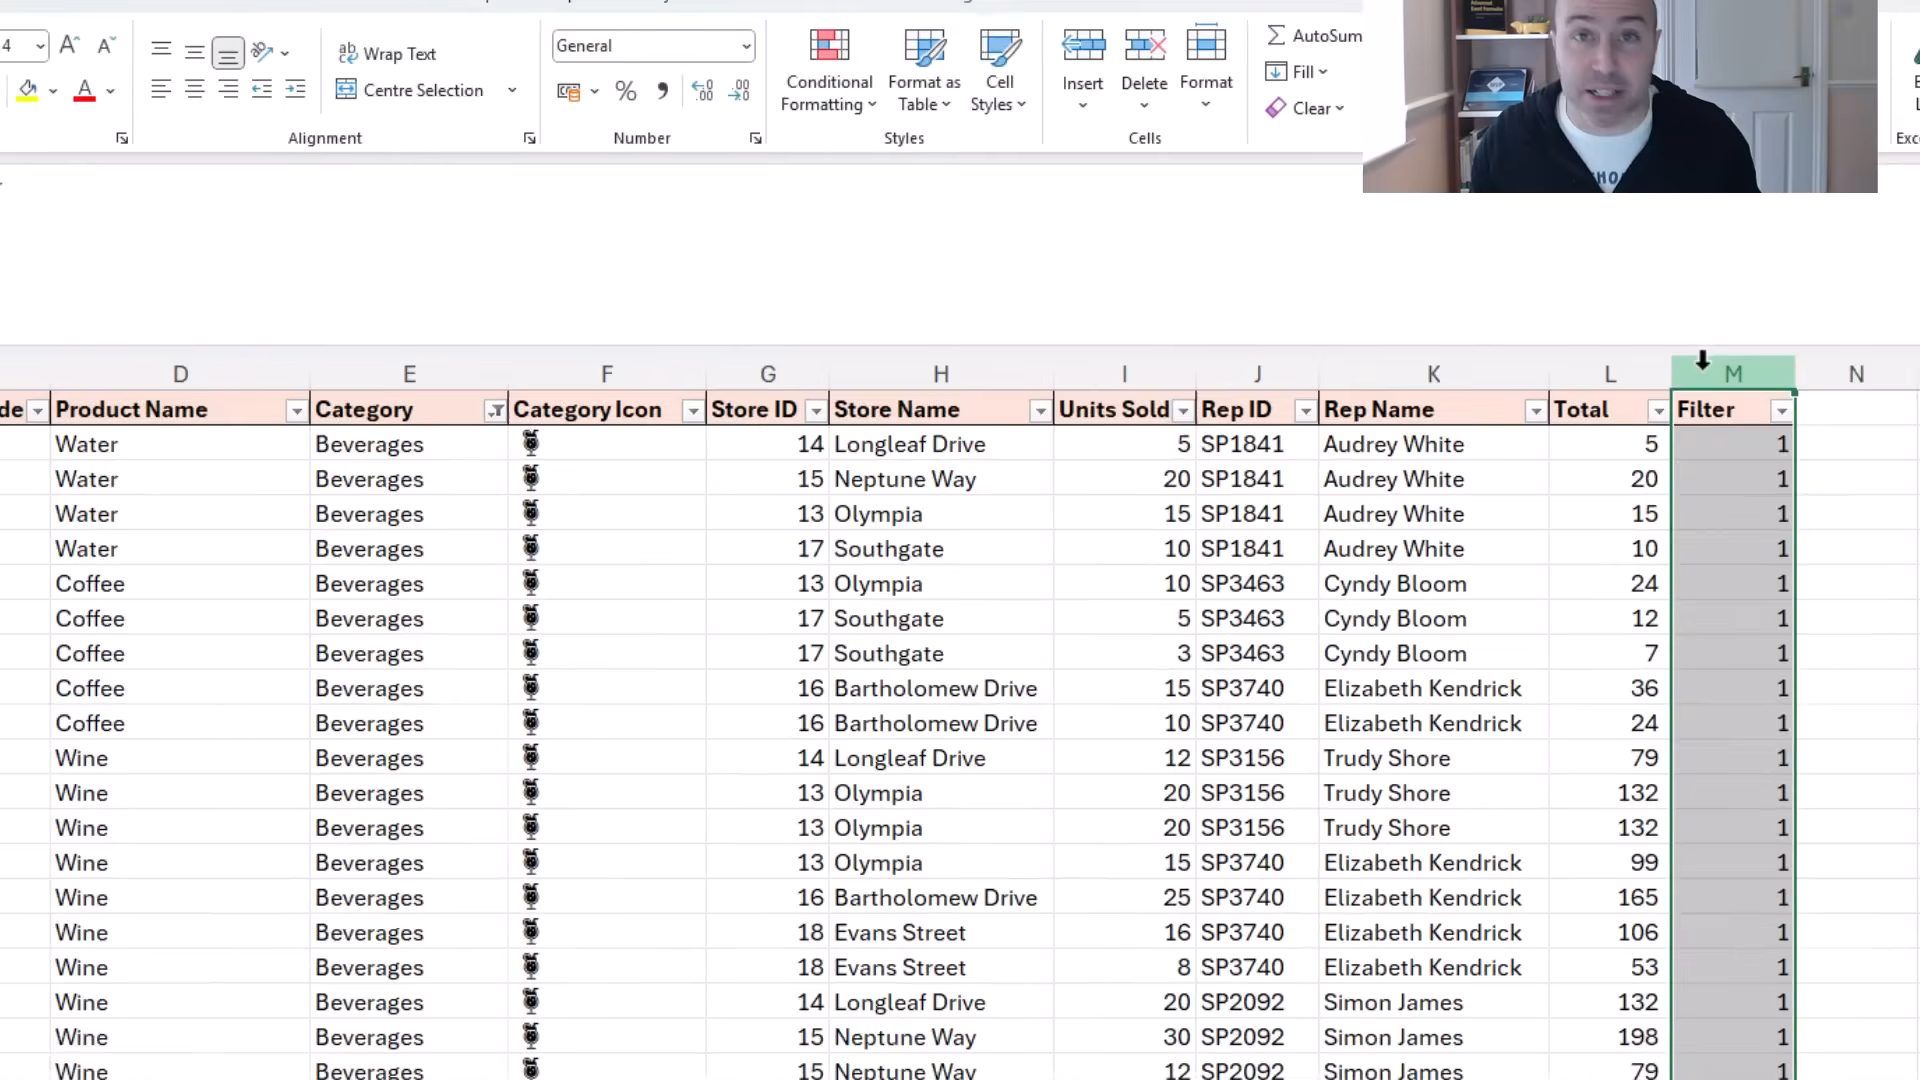 4
Wrap Text
Centre Selection
Alignment
General
%
Number
Conditional Formatting
Format as Table
Cell Styles
Styles
Insert
Delete
Format
Cells
AutoSum
Fill
Clear
D E F G H I J K L M N
de Product Name Category Category Icon Store ID Store Name Units Sold Rep ID Rep Name Total Filter
Water Beverages 14 Longleaf Drive 5 SP1841 Audrey White 5 1
Water Beverages 15 Neptune Way 20 SP1841 Audrey White 20 1
Water Beverages 13 Olympia 15 SP1841 Audrey White 15 1
Water Beverages 17 Southgate 10 SP1841 Audrey White 10 1
Coffee Beverages 13 Olympia 10 SP3463 Cyndy Bloom 24 1
Coffee Beverages 17 Southgate 5 SP3463 Cyndy Bloom 12 1
Coffee Beverages 17 Southgate 3 SP3463 Cyndy Bloom 7 1
Coffee Beverages 16 Bartholomew Drive 15 SP3740 Elizabeth Kendrick 36 1
Coffee Beverages 16 Bartholomew Drive 10 SP3740 Elizabeth Kendrick 24 1
Wine Beverages 14 Longleaf Drive 12 SP3156 Trudy Shore 79 1
Wine Beverages 13 Olympia 20 SP3156 Trudy Shore 132 1
Wine Beverages 13 Olympia 20 SP3156 Trudy Shore 132 1
Wine Beverages 13 Olympia 15 SP3740 Elizabeth Kendrick 99 1
Wine Beverages 16 Bartholomew Drive 25 SP3740 Elizabeth Kendrick 165 1
Wine Beverages 18 Evans Street 16 SP3740 Elizabeth Kendrick 106 1
Wine Beverages 18 Evans Street 8 SP3740 Elizabeth Kendrick 53 1
Wine Beverages 14 Longleaf Drive 20 SP2092 Simon James 132 1
Wine Beverages 15 Neptune Way 30 SP2092 Simon James 198 1
Wine Beverages 15 Neptune Way 12 SP2092 Simon James 79 1